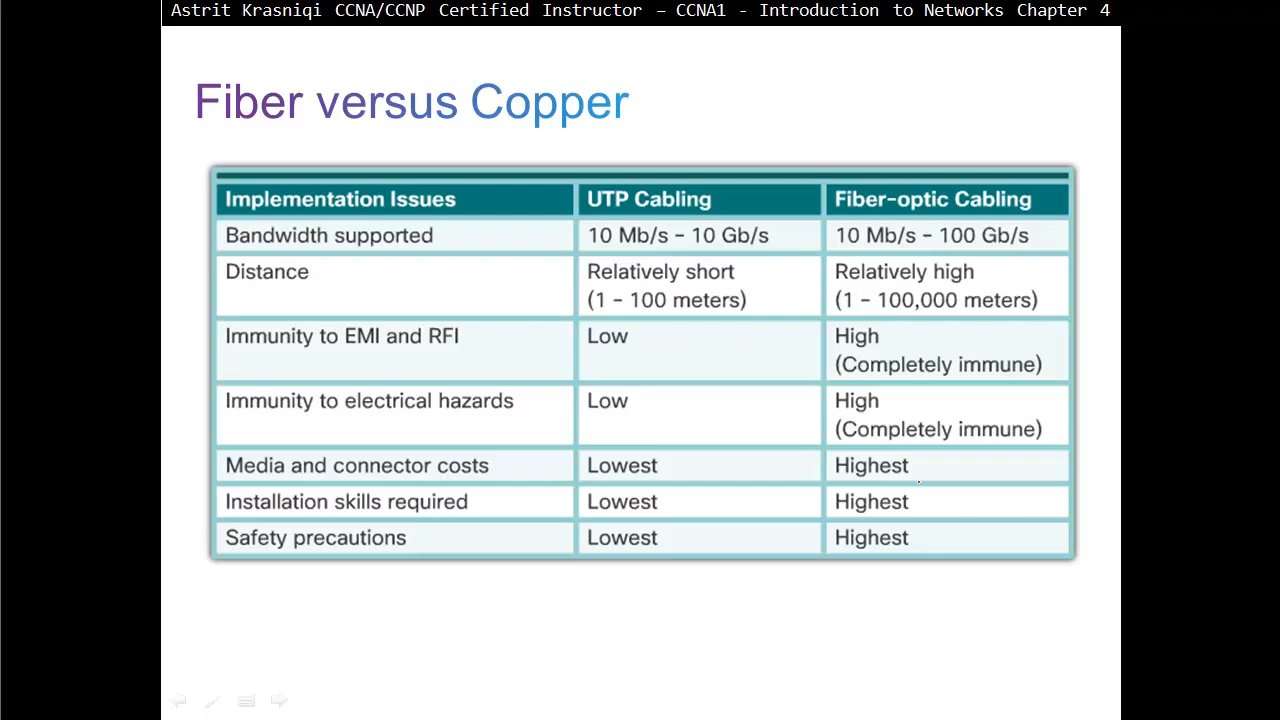 Astrit Krasniqi CCNA/CCNP Certified Instructor – CCNA1 - Introduction to Networks Chapter 4
Fiber versus Copper
Implementation Issues UTP Cabling Fiber-optic Cabling
Bandwidth supported 10 Mb/s - 10 Gb/s 10 Mb/s - 100 Gb/s
Distance Relatively short Relatively high
(1 - 100 meters) (1 - 100,000 meters)
Immunity to EMI and RFI Low High
(Completely immune)
Immunity to electrical hazards Low High
(Completely immune)
Media and connector costs Lowest Highest
Installation skills required Lowest Highest
Safety precautions Lowest Highest